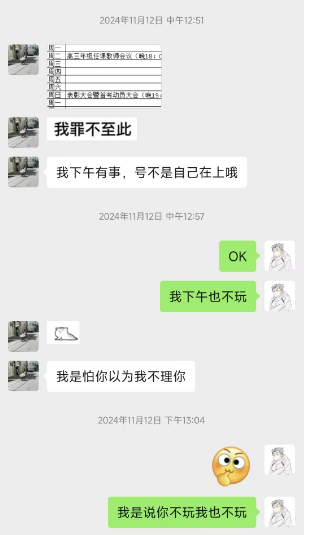 2024年11月12日 中午12:51
周一
周二 高三年级任课教师会议（晚18:
周三
周四
周五
周六
周日 表彰大会暨首考动员大会（晚19:
周一
我罪不至此
我下午有事，号不是自己在上哦
2024年11月12日 中午12:57
OK
我下午也不玩
我是怕你以为我不理你
2024年11月12日 下午13:04
我是说你不玩我也不玩